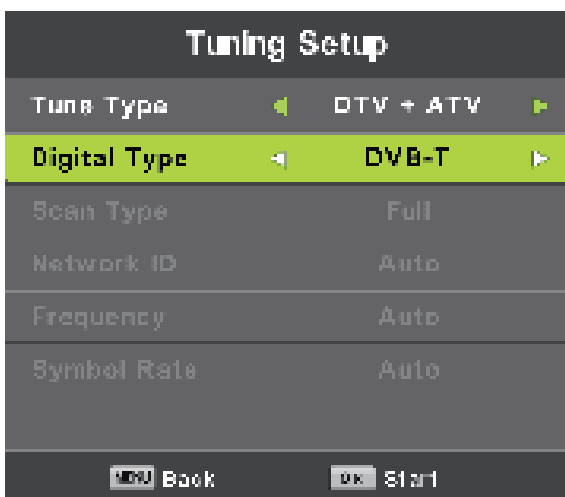 Tuning Setup
Tune Type DTV + ATV
Digital Type DVB-T
Scan Type Full
Network ID Auto
Frequency Auto
Symbol Rate Auto
MENU Back OK Start